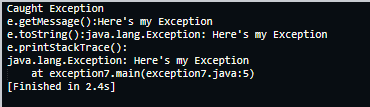 Caught Exception
e.getMessage():Here's my Exception
e.toString():java.lang.Exception: Here's my Exception
e.printStackTrace():
java.lang.Exception: Here's my Exception
    at exception7.main(exception7.java:5)
[Finished in 2.4s]